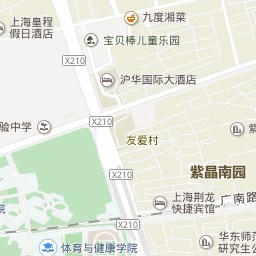 九度湘菜
上海皇程
假日酒店
宝贝棒儿童乐园
X210
沪华国际大酒店
X210
验中学
友爱村
紫晶南园
X210
上海荆龙
快捷宾馆
广南路
院
X210
体育与健康学院
华东师范
研究生公